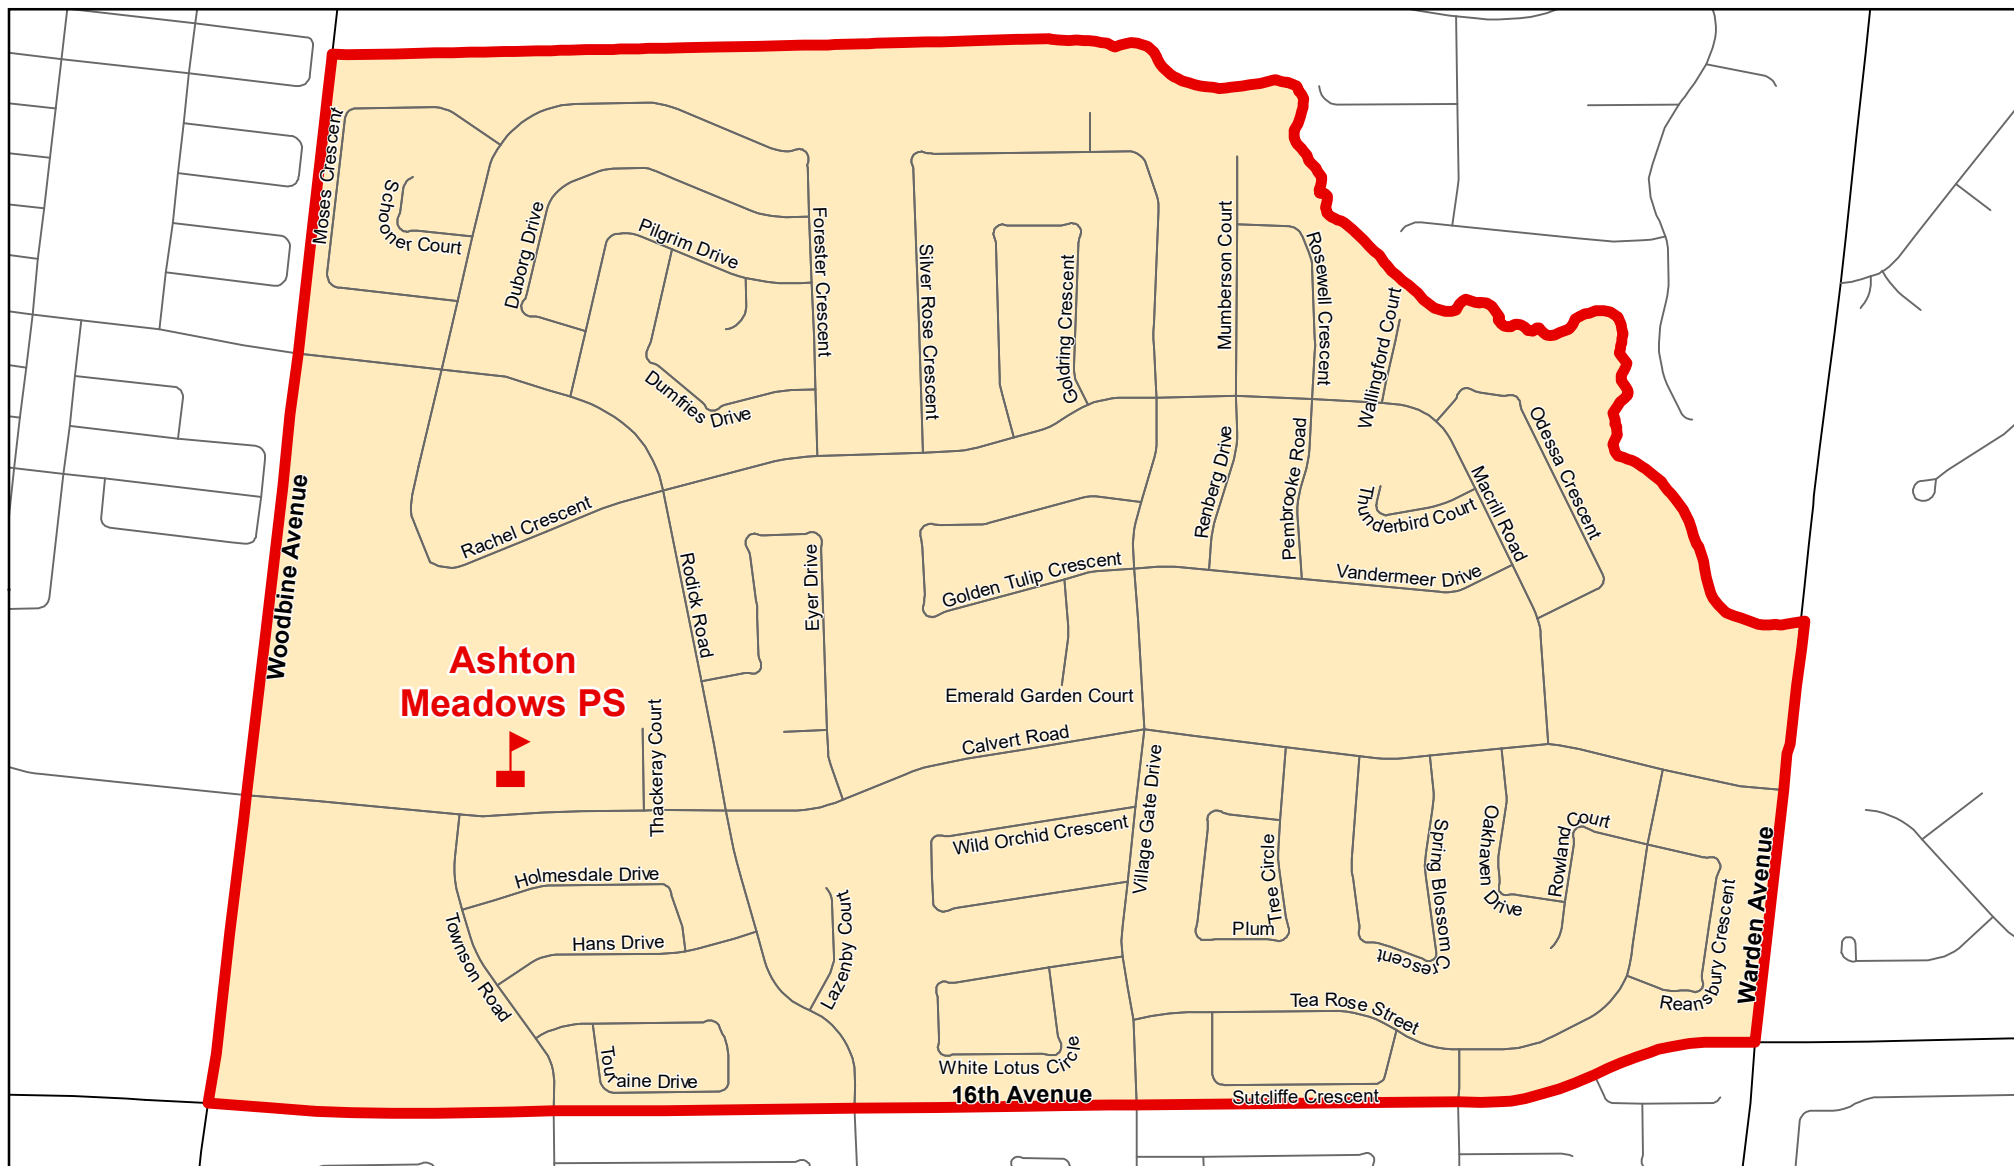 Moses Crescent
Schooner Court
Duborg Drive
Pilgrim Drive
Forester Crescent
Silver Rose Crescent
Goldring Crescent
Mumberson Court
Rosewell Crescent
Wallingford Court
Dumfries Drive
Odessa Crescent
Renberg Drive
Pembrooke Road
Thunderbird Court
Macrill Road
Woodbine Avenue
Rachel Crescent
Rodick Road
Eyer Drive
Golden Tulip Crescent
Vandermeer Drive
Ashton
Meadows PS
Emerald Garden Court
Thackeray Court
Calvert Road
Village Gate Drive
Wild Orchid Crescent
Plum Tree Circle
Spring Blossom Crescent
Oakhaven Drive
Rowland Court
Warden Avenue
Reansbury Crescent
Holmesdale Drive
Hans Drive
Townson Road
Lazenby Court
Tea Rose Street
Touraine Drive
White Lotus Circle
16th Avenue
Sutcliffe Crescent